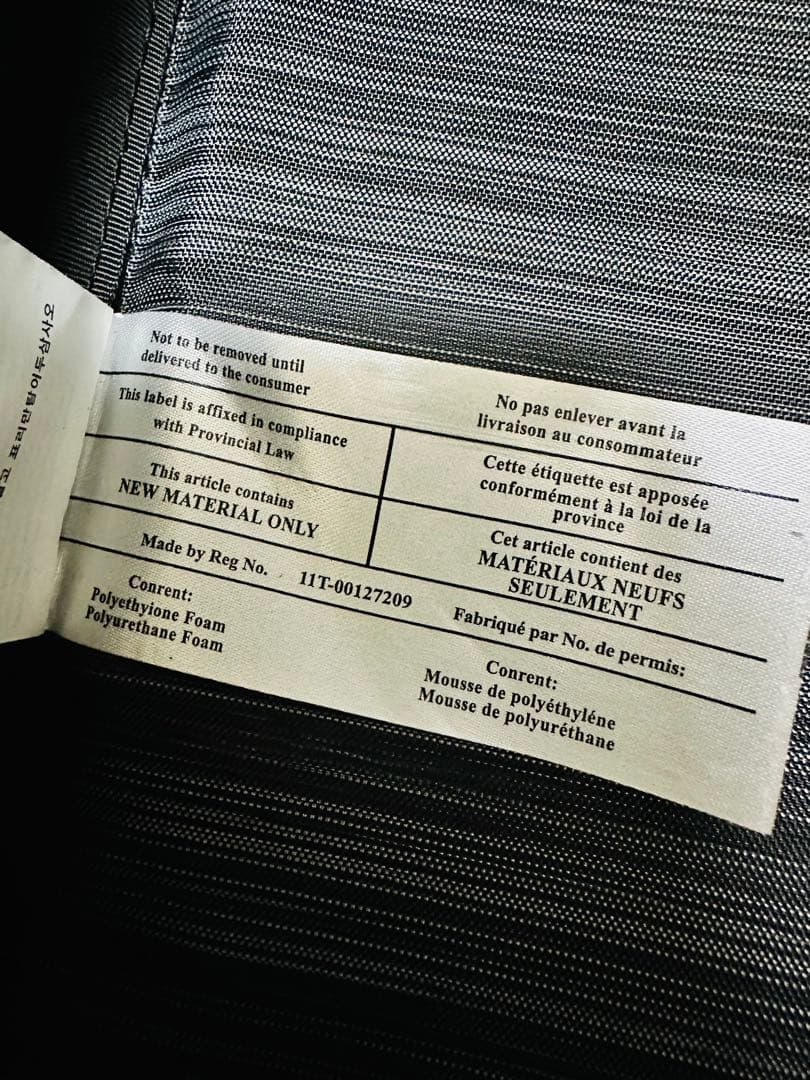 Not to be removed until
delivered to the consumer
No pas enlever avant la
livraison au consommateur
This label is affixed in compliance
with Provincial Law
Cette étiquette est apposée
conformément à la loi de la
province
This article contains
NEW MATERIAL ONLY
Cet article contient des
MATÉRIAUX NEUFS
SEULEMENT
Made by Reg No. 11T-00127209
Fabriqué par No. de permis:
Conrent:
Polyethyione Foam
Polyurethane Foam
Conrent:
Mousse de polyéthyléne
Mousse de polyuréthane